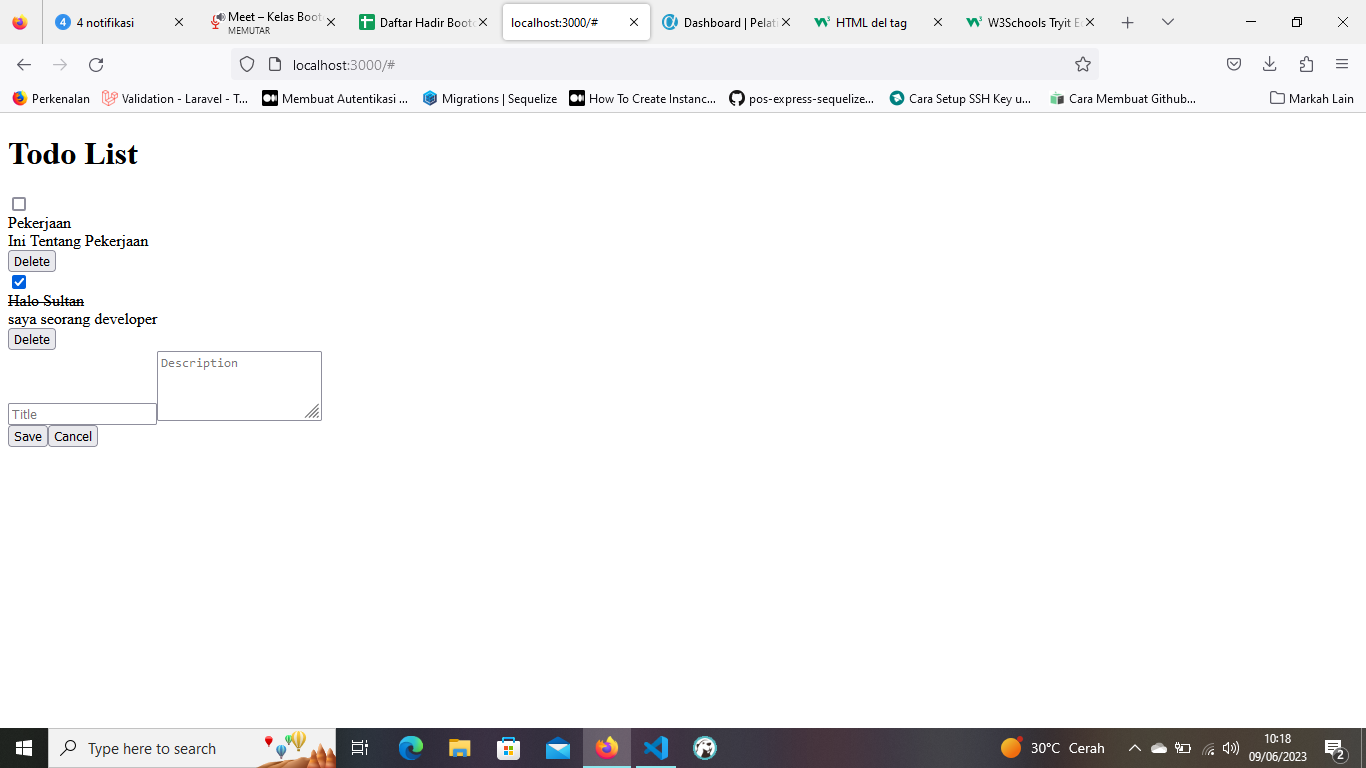 4 notifikasi
Meet – Kelas Boot
MEMUTAR
Daftar Hadir Bootc
localhost:3000/#
Dashboard | Pelati
HTML del tag
W3Schools Tryit E
localhost:3000/#
Perkenalan
Validation - Laravel - T...
Membuat Autentikasi ...
Migrations | Sequelize
How To Create Instanc...
pos-express-sequelize...
Cara Setup SSH Key u...
Cara Membuat Github...
Markah Lain
Todo List
Pekerjaan
Ini Tentang Pekerjaan
Delete
Halo Sultan
saya seorang developer
Delete
Description
Title
Save Cancel
Type here to search
30°C Cerah
10:18
09/06/2023
2